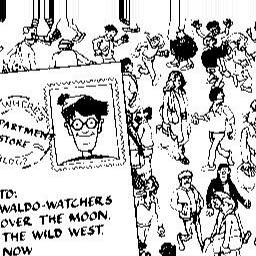 DEPARTMENT
STORE
TO:
WALDO-WATCHERS
OVER THE MOON.
THE WILD WEST.
NOW